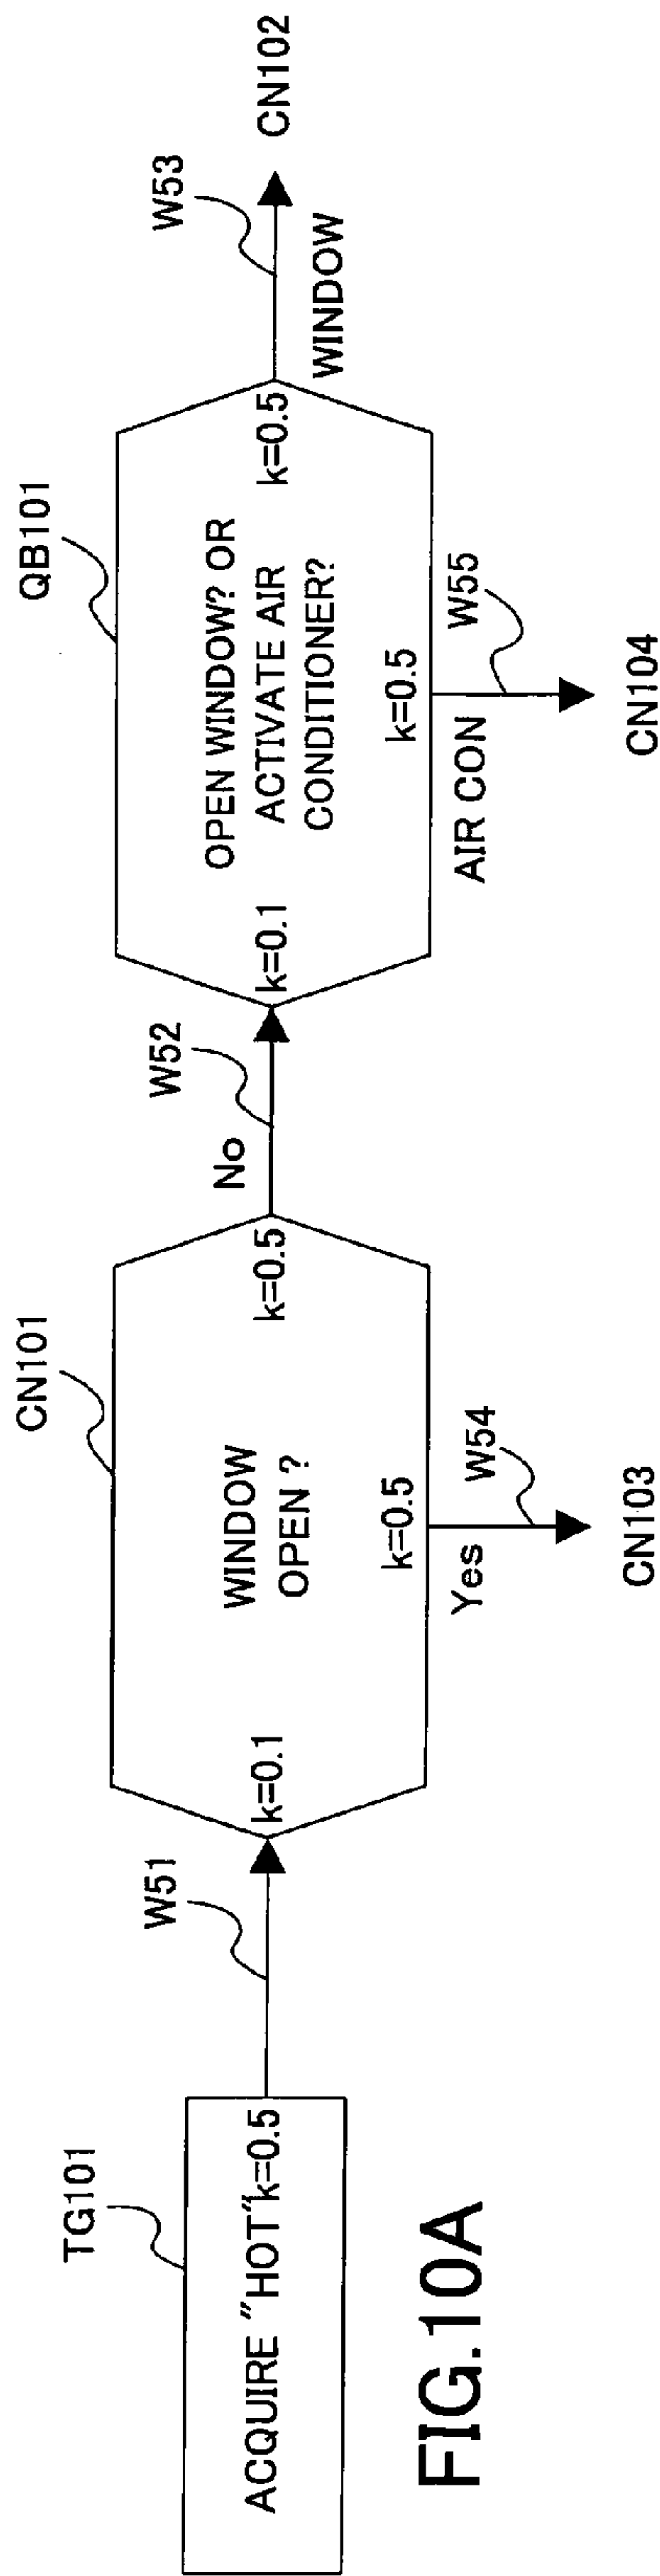 TG101
ACQUIRE "HOT"
k=0.5
W51
CN101
k=0.1
WINDOW
OPEN ?
k=0.5
k=0.5
Yes
W54
CN103
No
W52
QB101
k=0.1
OPEN WINDOW? OR
ACTIVATE AIR
CONDITIONER?
k=0.5
k=0.5
AIR CON
W55
CN104
WINDOW
W53
CN102
FIG.10A